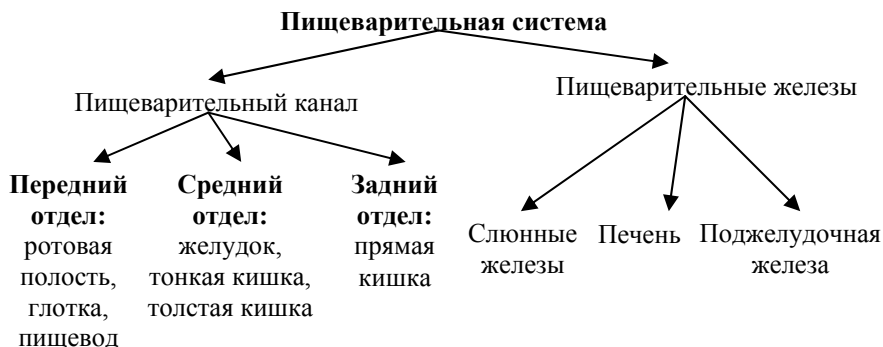 Пищеварительная система
Пищеварительный канал
Пищеварительные железы
Передний
отдел:
ротовая
полость,
глотка,
пищевод
Средний
отдел:
желудок,
тонкая кишка,
толстая кишка
Задний
отдел:
прямая
кишка
Слюнные
железы
Печень
Поджелудочная
железа